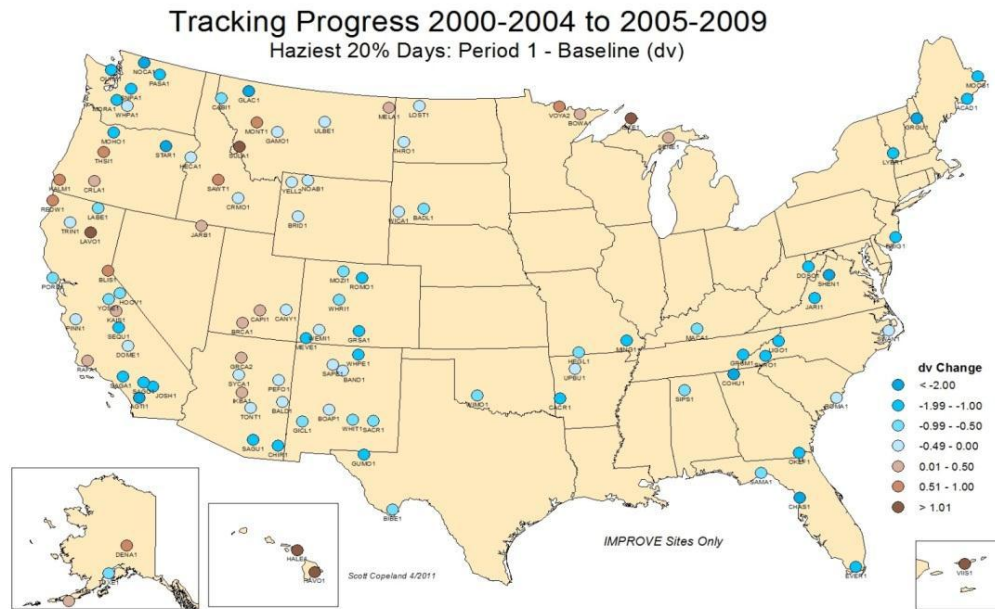 Tracking Progress 2000-2004 to 2005-2009
Haziest 20% Days: Period 1 - Baseline (dv)
NOCA1
PASA1
SNPA1
MORA1
WHPA1
MOHO1
THSI1
STAR1
HECA1
KALM1
CRLA1
REDW1
LABE1
TRIN1
LAVO1
CABI1
GLAC1
MONT1
GAMO1
ULBE1
SULA1
SAWT1
CRMO1
JARB1
YELL2
NOAB1
BRID1
MELA1
LOST1
THRO1
WICA1
BADL1
VOYA2
BOWA1
ISLE1
SENE1
MOOS1
ACAD1
GRGU1
LYBR1
BRIG1
DOSO1
SHEN1
JARI1
SWAN1
ROMA1
BLIS1
PORE1
HOOV1
YOSE1
KAIS1
PINN1
SEQU1
DOME1
RAFA1
SAGA1
SAGO1
JOSH1
AGTI1
MOZI1
ROMO1
WHRI1
CAPI1
CANY1
BRCA1
MEVE1
WEMI1
GRSA1
GRCA2
SYCA1
IKBA1
TONT1
PEFO1
BALD1
SAPE1
WHPE1
BAND1
GICL1
BOAP1
WHIT1
SACR1
SAGU1
CHIR1
GUMO1
BIBE1
WIMO1
HEGL1
UPBU1
CACR1
MING1
MACA1
SIPS1
GRSM1
COHU1
SHRO1
LIGO1
OKEF1
SAMA1
CHAS1
EVER1
dv Change
< -2.00
-1.99 - -1.00
-0.99 - -0.50
-0.49 - 0.00
0.01 - 0.50
0.51 - 1.00
> 1.01
DENA1
HALE1
HAVO1
Scott Copeland 4/2011
IMPROVE Sites Only
VIIS1